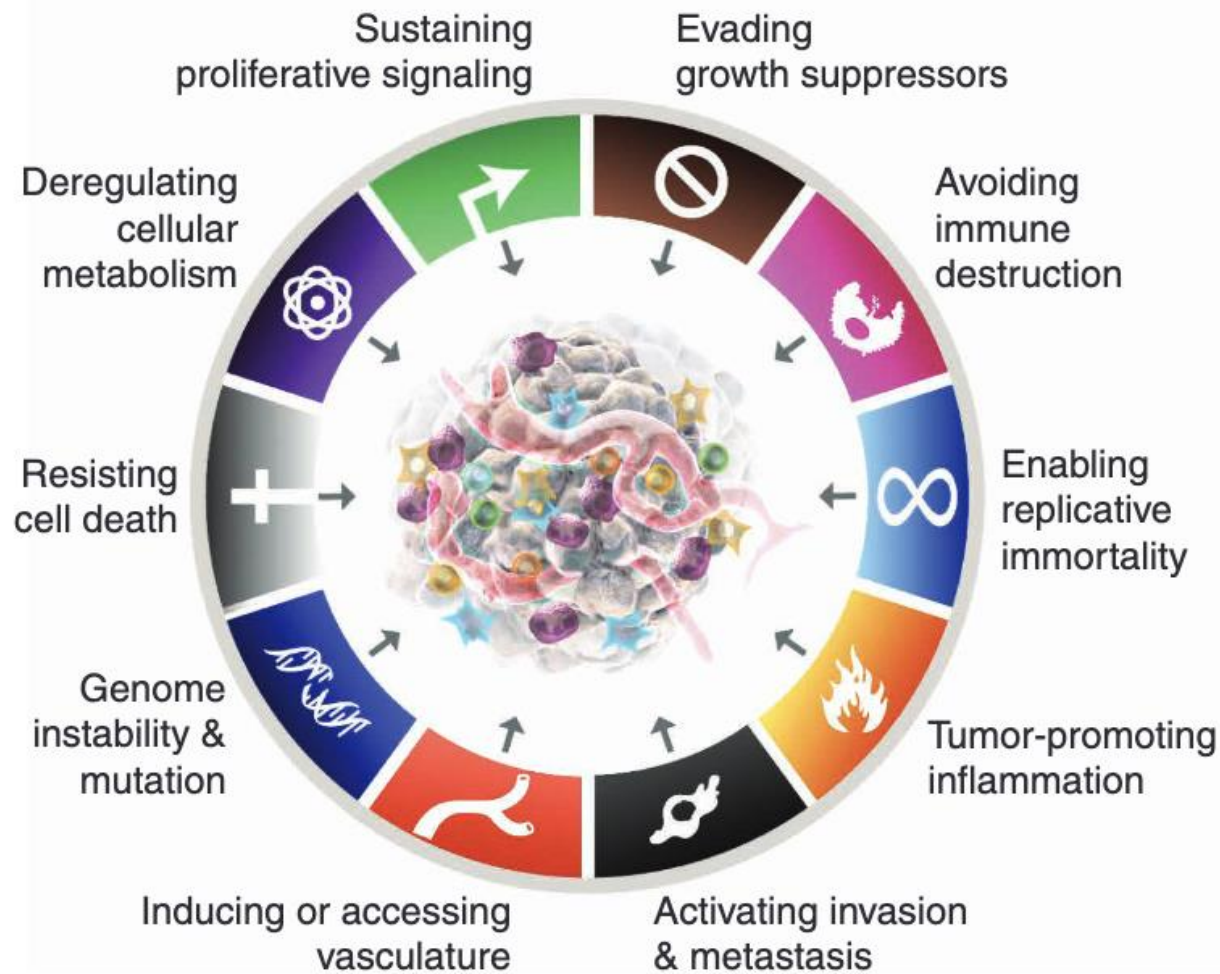 Sustaining
proliferative signaling
Evading
growth suppressors
Avoiding
immune
destruction
Enabling
replicative
immortality
Tumor-promoting
inflammation
Activating invasion
& metastasis
Inducing or accessing
vasculature
Genome
instability &
mutation
Resisting
cell death
Deregulating
cellular
metabolism